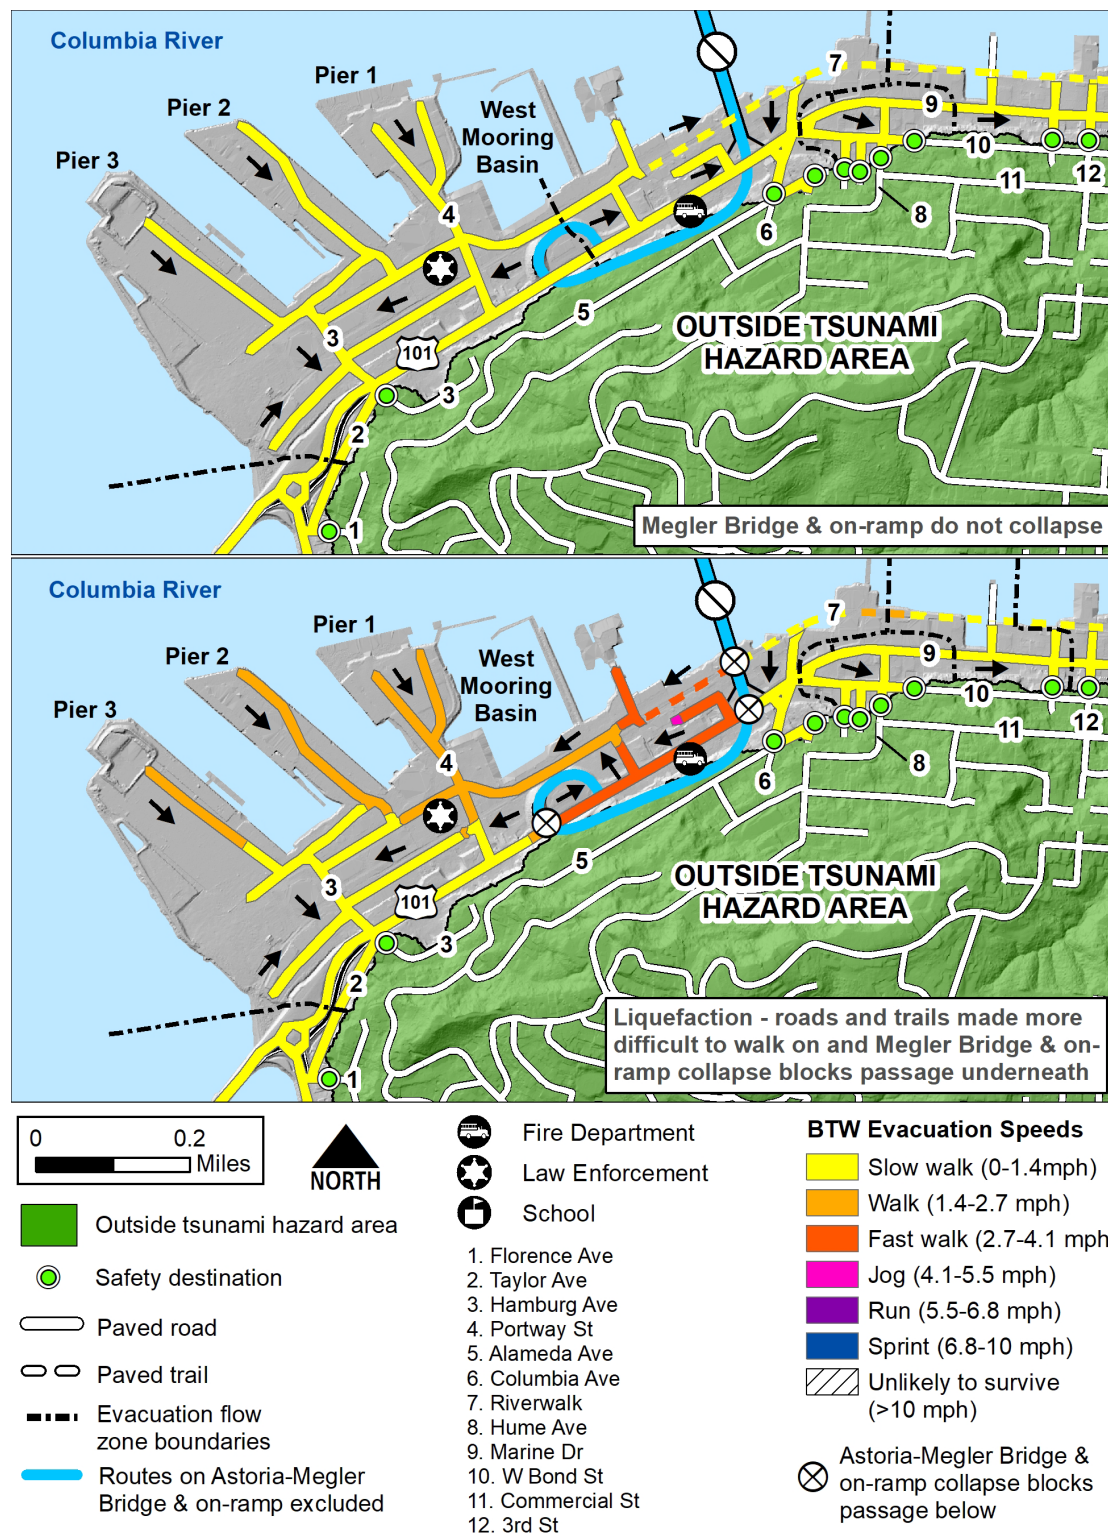 Columbia River
Pier 1
Pier 2
Pier 3
West
Mooring
Basin
7
9
10
11
12
4
8
6
5
3
101
3
2
1
OUTSIDE TSUNAMI
HAZARD AREA
Megler Bridge & on-ramp do not collapse
Columbia River
Pier 1
Pier 2
Pier 3
West
Mooring
Basin
7
9
10
11
12
4
8
6
5
3
101
3
2
1
OUTSIDE TSUNAMI
HAZARD AREA
Liquefaction - roads and trails made more
difficult to walk on and Megler Bridge & on-
ramp collapse blocks passage underneath
0 0.2
Miles
NORTH
Outside tsunami hazard area
Safety destination
Paved road
Paved trail
Evacuation flow
zone boundaries
Routes on Astoria-Megler
Bridge & on-ramp excluded
Fire Department
Law Enforcement
School
1. Florence Ave
2. Taylor Ave
3. Hamburg Ave
4. Portway St
5. Alameda Ave
6. Columbia Ave
7. Riverwalk
8. Hume Ave
9. Marine Dr
10. W Bond St
11. Commercial St
12. 3rd St
BTW Evacuation Speeds
Slow walk (0-1.4mph)
Walk (1.4-2.7 mph)
Fast walk (2.7-4.1 mph
Jog (4.1-5.5 mph)
Run (5.5-6.8 mph)
Sprint (6.8-10 mph)
Unlikely to survive
(>10 mph)
Astoria-Megler Bridge &
on-ramp collapse blocks
passage below